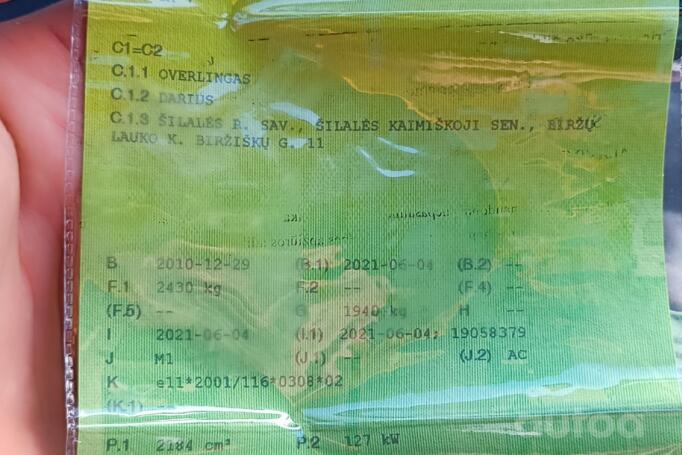 C1=C2
C.1.1 OVERLINGAS
C.1.2 DARIUS
C.1.3 ŠILALĖS R. SAV., ŠILALĖS KAIMIŠKOJI SEN., BIRŽŲ
LAUKO K. BIRŽIŠKŲ G. 11
B 2010-12-29 (B.1) 2021-06-04 (B.2) --
F.1 2430 kg F.2 -- (F.4) --
(F.5) -- G 1940 kg H --
I 2021-06-04 (I.1) 2021-06-04; 19058379
J M1 (J.1) -- (J.2) AC
K e11*2001/116*0308*02
(K.1) --
P.1 2184 cm³ P.2 127 kW